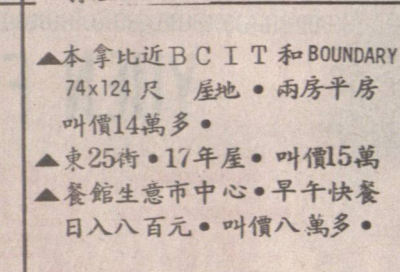 ▲本拿比近BCIT和BOUNDARY
74x124尺 屋地•兩房平房
叫價14萬多•
▲東25街•17年屋•叫價15萬
▲餐館生意市中心•早午快餐
日入八百元•叫價八萬多•